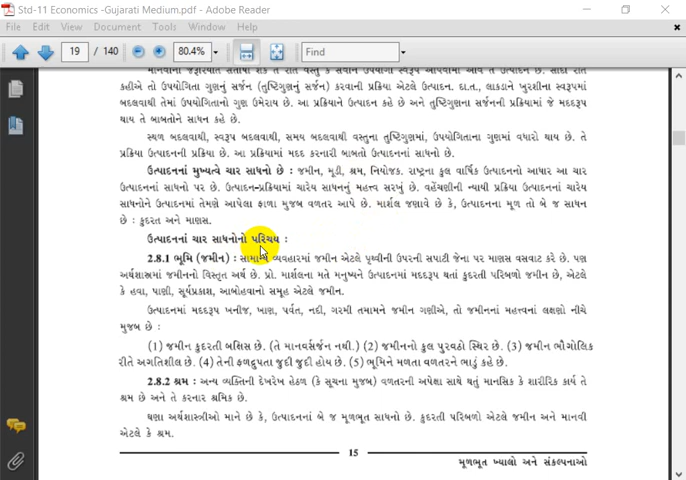 Std-11 Economics -Gujarati Medium.pdf - Adobe Reader
File Edit View Document Tools Window Help
19 / 140 80.4% Find
માનવીની જરૂરિયાત સંતોષી શકે તે રીતે વસ્તુ કે સેવાને ઉપયોગી સ્વરૂપ આપવામાં આવે તે ઉત્પાદન છે. સાદી રીતે
કહીએ તો ઉપયોગિતા ગુણનું સર્જન (તુષ્ટિગુણનું સર્જન) કરવાની પ્રક્રિયા એટલે ઉત્પાદન. દા.ત., લાકડાને ખુરશીના સ્વરૂપમાં
બદલવાથી તેમાં ઉપયોગિતાનો ગુણ ઉમેરાય છે. આ પ્રક્રિયાને ઉત્પાદન કહે છે અને તુષ્ટિગુણના સર્જનની પ્રક્રિયામાં જે મદદરૂપ
થાય તે બાબતોને સાધન કહે છે.
સ્થળ બદલવાથી, સ્વરૂપ બદલવાથી, સમય બદલવાથી વસ્તુના તુષ્ટિગુણમાં, ઉપયોગિતાના ગુણમાં વધારો થાય છે. તે
પ્રક્રિયા ઉત્પાદનની પ્રક્રિયા છે. આ પ્રક્રિયામાં મદદ કરનારી બાબતો ઉત્પાદનનાં સાધનો છે.
ઉત્પાદનનાં મુખ્યત્વે ચાર સાધનો છે : જમીન, મૂડી, શ્રમ, નિયોજક. રાષ્ટ્રના કુલ વાર્ષિક ઉત્પાદનનો આધાર આ ચાર
ઉત્પાદનનાં સાધનો પર છે. ઉત્પાદન-પ્રક્રિયામાં ચારેય સાધનનું મહત્ત્વ સરખું છે. વહેંચણીની ન્યાયી પ્રક્રિયા ઉત્પાદનનાં ચારેય
સાધનોને ઉત્પાદનમાં તેમણે આપેલા ફાળા મુજબ વળતર આપે છે. માર્શલ જણાવે છે કે, ઉત્પાદનના મૂળ તો બે જ સાધન
છે : કુદરત અને માણસ.
ઉત્પાદનનાં ચાર સાધનોનો પરિચય :
2.8.1 ભૂમિ (જમીન) : સામાન્ય વ્યવહારમાં જમીન એટલે પૃથ્વીની ઉપરની સપાટી જેના પર માણસ વસવાટ કરે છે. પણ
અર્થશાસ્ત્રમાં જમીનનો વિસ્તૃત અર્થ છે. પ્રો. માર્શલના મતે મનુષ્યને ઉત્પાદનમાં મદદરૂપ થતાં કુદરતી પરિબળો જમીન છે, એટલે
કે હવા, પાણી, સૂર્યપ્રકાશ, આબોહવાનો સમૂહ એટલે જમીન.
ઉત્પાદનમાં મદદરૂપ ખનીજ, ખાણ, પર્વત, નદી, ગરમી તમામને જમીન ગણીએ, તો જમીનનાં મહત્ત્વનાં લક્ષણો નીચે
મુજબ છે :
(1) જમીન કુદરતી બક્ષિસ છે. (તે માનવસર્જન નથી.) (2) જમીનનો કુલ પુરવઠો સ્થિર છે. (3) જમીન ભૌગોલિક
રીતે અગતિશીલ છે. (4) તેની ફળદ્રુપતા જુદી જુદી હોય છે. (5) ભૂમિને મળતા વળતરને ભાડું કહે છે.
2.8.2 શ્રમ : અન્ય વ્યક્તિની દેખરેખ હેઠળ (કે સૂચના મુજબ) વળતરની અપેક્ષા સાથે થતું માનસિક કે શારીરિક કાર્ય તે
શ્રમ છે અને તે કરનાર શ્રમિક છે.
ઘણા અર્થશાસ્ત્રીઓ માને છે કે, ઉત્પાદનનાં બે જ મૂળભૂત સાધનો છે. કુદરતી પરિબળો એટલે જમીન અને માનવી
એટલે કે શ્રમ.
15
મૂળભૂત ખ્યાલો અને સંકલ્પનાઓ